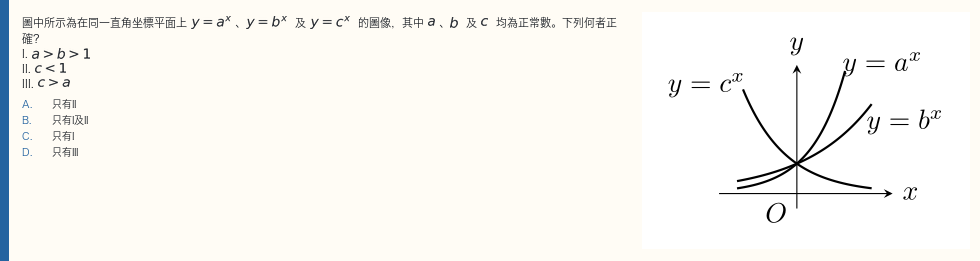 圖中所示為在同一直角坐標平面上 y = a^x 、y = b^x 及 y = c^x 的圖像，其中 a 、b 及 c 均為正常數。下列何者正
確?
I. a > b > 1
II. c < 1
III. c > a
A. 只有II
B. 只有I及II
C. 只有I
D. 只有III
y
y = a^x
y = c^x
y = b^x
x
O